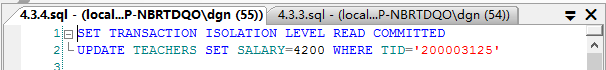 4.3.4.sql - (local...P-NBRTDQO\dgn (55)) 4.3.3.sql - (local...P-NBRTDQO\dgn (54))
1 SET TRANSACTION ISOLATION LEVEL READ COMMITTED
2 UPDATE TEACHERS SET SALARY=4200 WHERE TID='200003125'
3